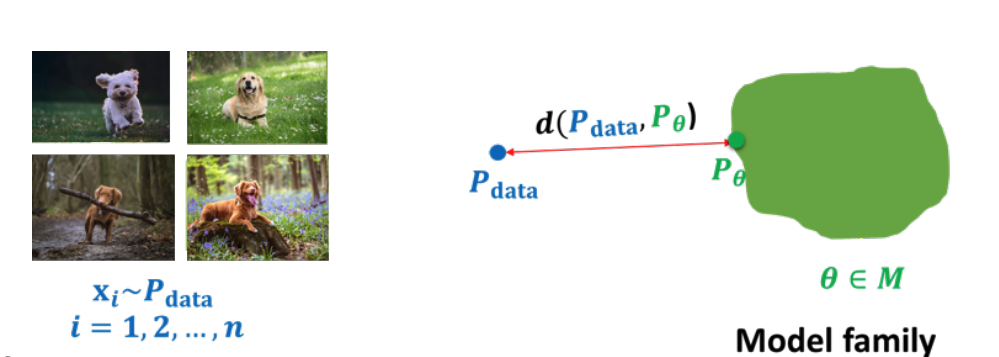 d(P_data, P_θ)
P_data
P_θ
x_i~P_data
i = 1, 2, ..., n
θ ∈ M
Model family